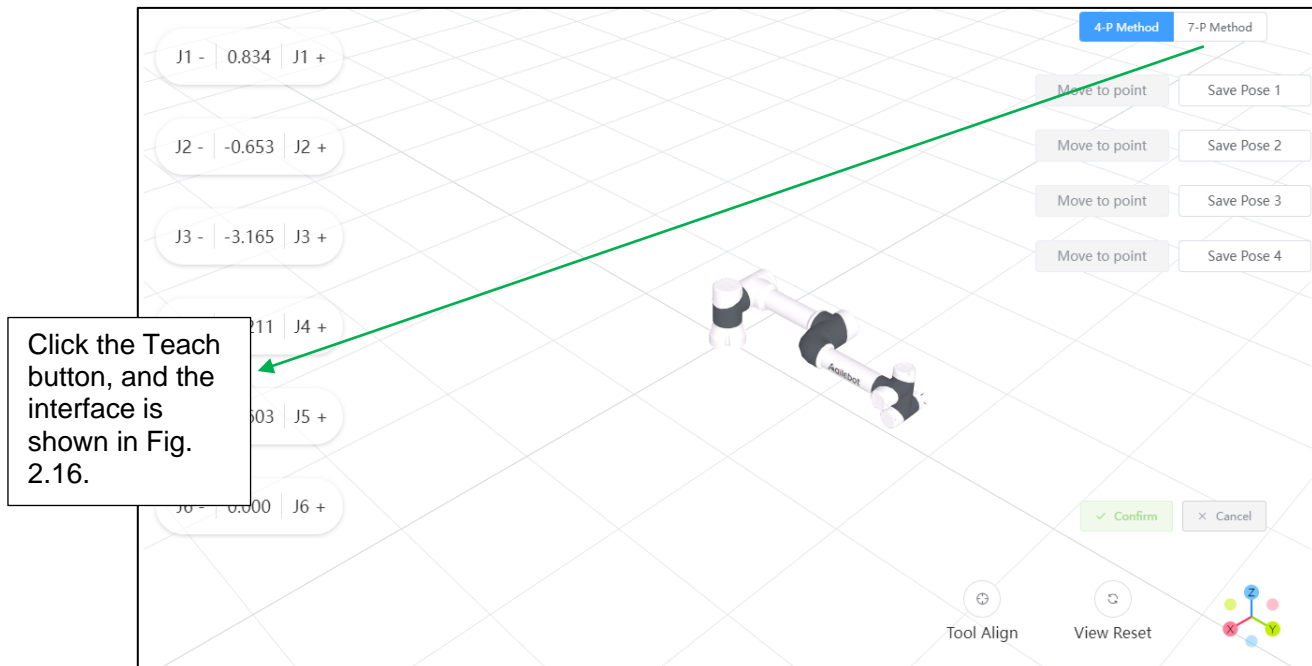 4-P Method 7-P Method
J1 - 0.834 J1 +
Move to point Save Pose 1
J2 - -0.653 J2 +
Move to point Save Pose 2
J3 - -3.165 J3 +
Move to point Save Pose 3
Move to point Save Pose 4
211 J4 +
Click the Teach
button, and the
interface is
shown in Fig.
2.16.
Agilebot
603 J5 +
J6 - 0.000 J6 +
✓ Confirm × Cancel
Tool Align View Reset
Z
X Y